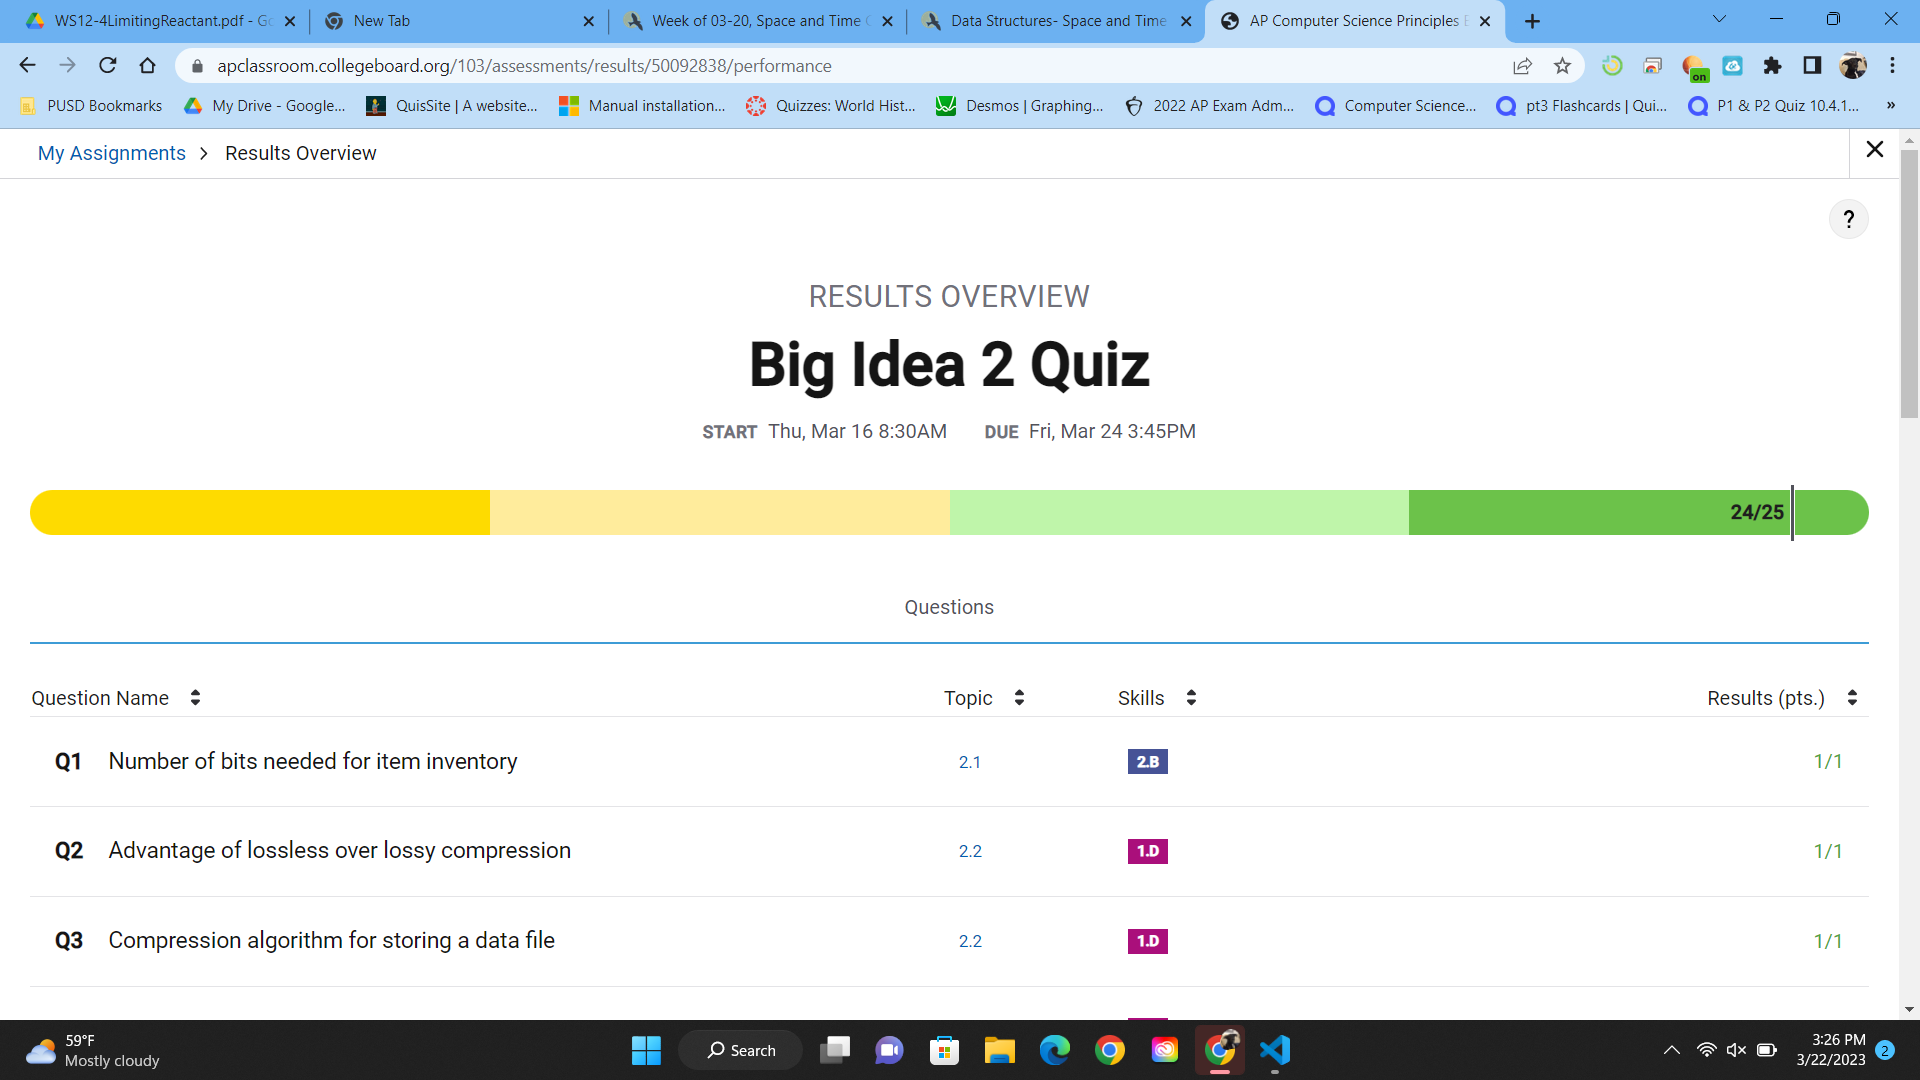 WS12-4LimitingReactant.pdf - Go
New Tab
Week of 03-20, Space and Time C
Data Structures- Space and Time
AP Computer Science Principles E
apclassroom.collegeboard.org/103/assessments/results/50092838/performance
on
PUSD Bookmarks
My Drive - Google...
QuisSite | A website...
Manual installation...
Quizzes: World Hist...
Desmos | Graphing...
2022 AP Exam Adm...
Computer Science...
pt3 Flashcards | Qui...
P1 & P2 Quiz 10.4.1...
»
My Assignments > Results Overview
?
RESULTS OVERVIEW
Big Idea 2 Quiz
START Thu, Mar 16 8:30AM DUE Fri, Mar 24 3:45PM
24/25
Questions
Question Name Topic Skills Results (pts.)
Q1 Number of bits needed for item inventory 2.1 2.B 1/1
Q2 Advantage of lossless over lossy compression 2.2 1.D 1/1
Q3 Compression algorithm for storing a data file 2.2 1.D 1/1
59°F
Mostly cloudy
Search
3:26 PM
3/22/2023
2